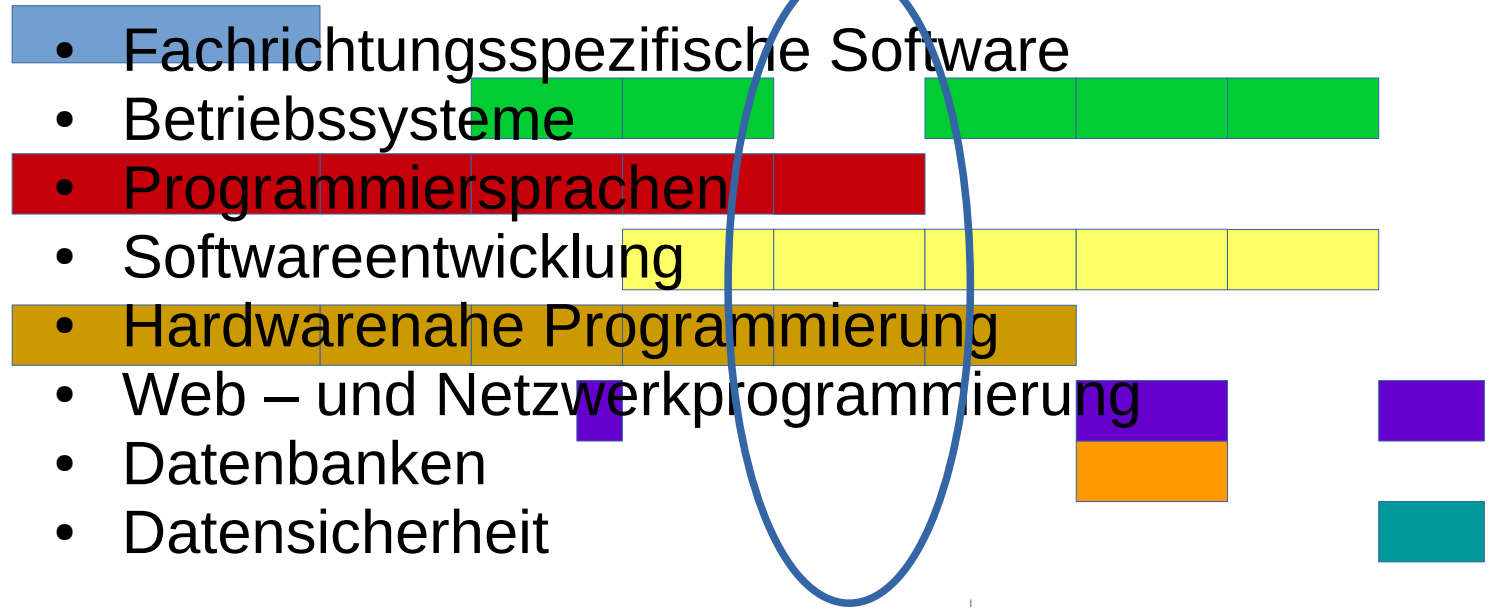 • Fachrichtungsspezifische Software
• Betriebssysteme
• Programmiersprachen
• Softwareentwicklung
• Hardwarenahe Programmierung
• Web – und Netzwerkprogrammierung
• Datenbanken
• Datensicherheit